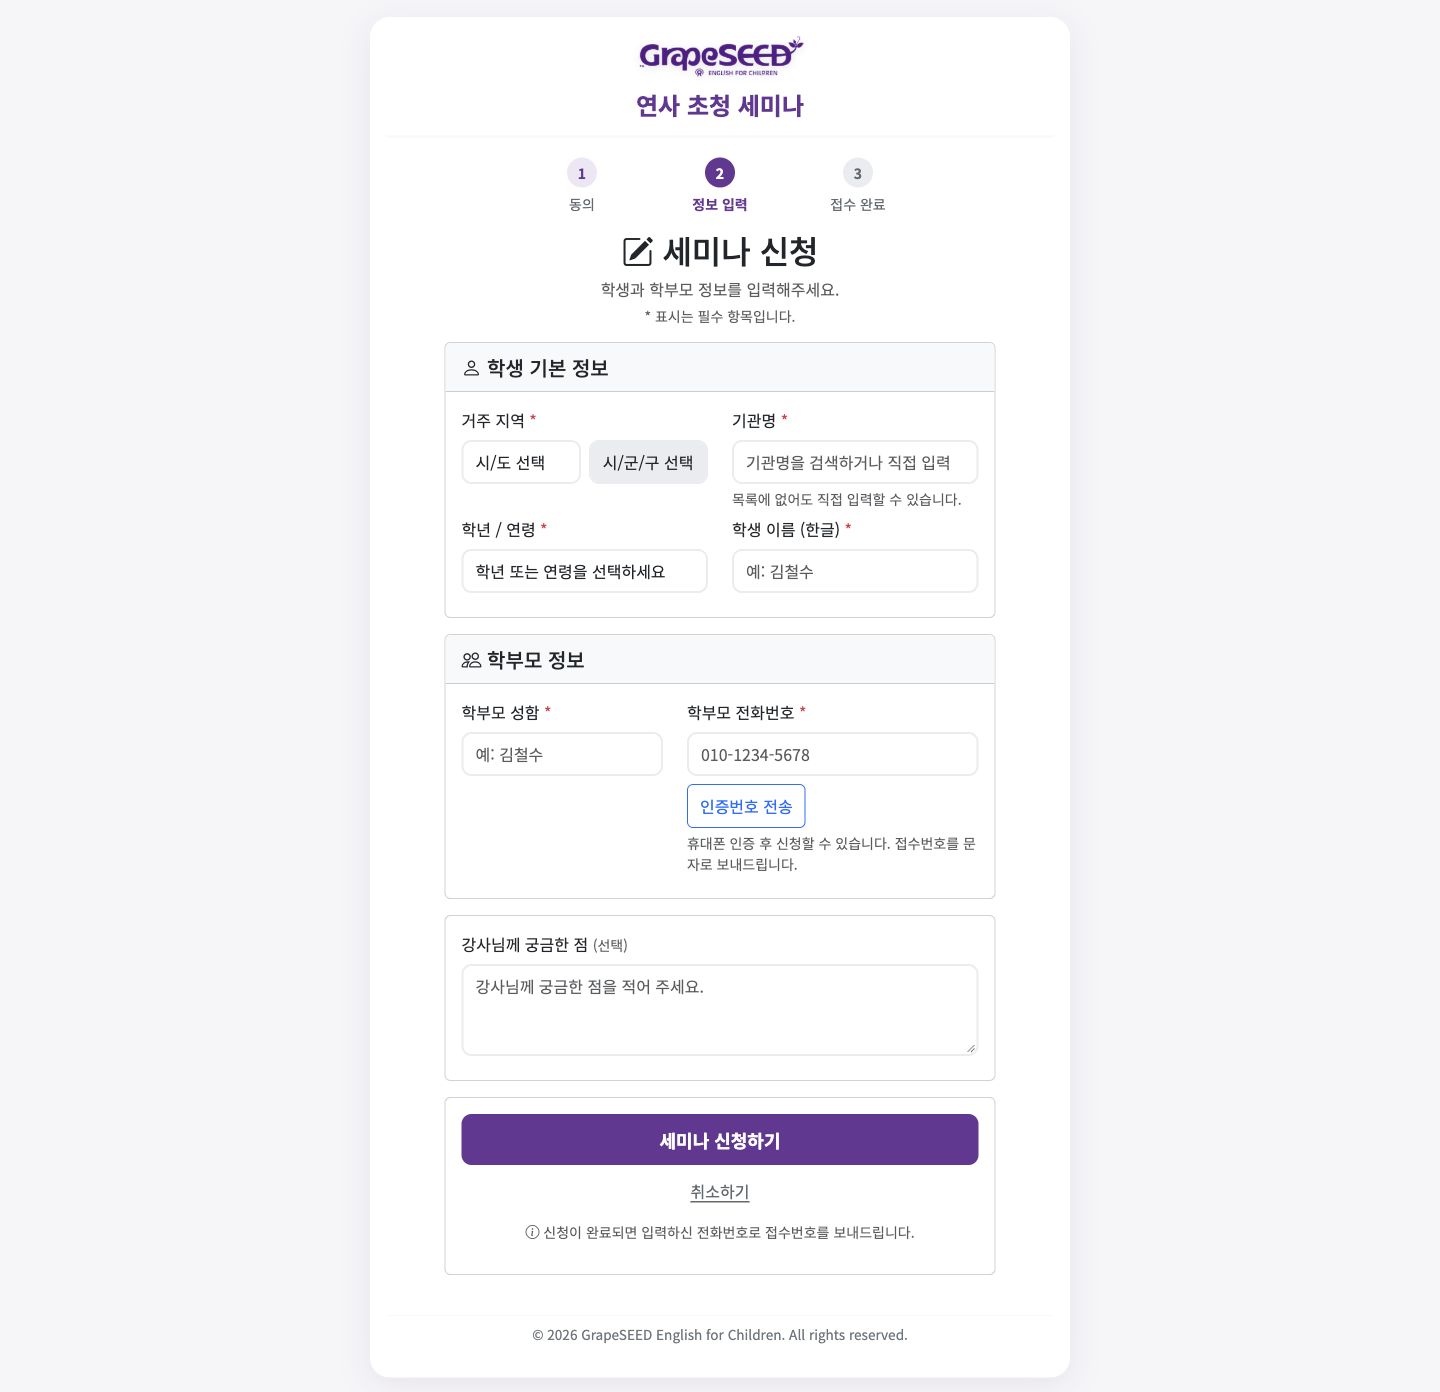 GrapeSEED
ENGLISH FOR CHILDREN
연사 초청 세미나
1 2 3
동의 정보 입력 접수 완료
세미나 신청
학생과 학부모 정보를 입력해주세요.
* 표시는 필수 항목입니다.
학생 기본 정보
거주 지역 * 기관명 *
시/도 선택 시/군/구 선택 기관명을 검색하거나 직접 입력
목록에 없어도 직접 입력할 수 있습니다.
학년 / 연령 * 학생 이름 (한글) *
학년 또는 연령을 선택하세요 예: 김철수
학부모 정보
학부모 성함 * 학부모 전화번호 *
예: 김철수 010-1234-5678
인증번호 전송
휴대폰 인증 후 신청할 수 있습니다. 접수번호를 문
자로 보내드립니다.
강사님께 궁금한 점 (선택)
강사님께 궁금한 점을 적어 주세요.
세미나 신청하기
취소하기
신청이 완료되면 입력하신 전화번호로 접수번호를 보내드립니다.
© 2026 GrapeSEED English for Children. All rights reserved.